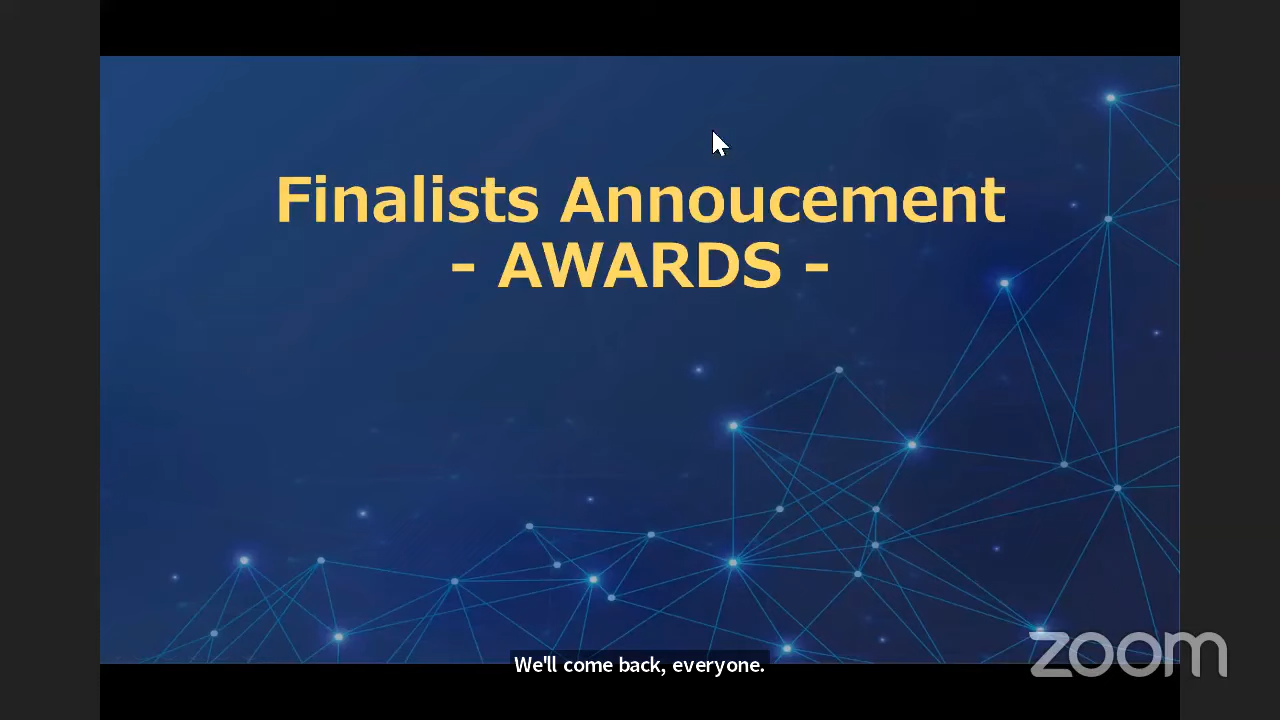 Finalists Annoucement
- AWARDS -
We'll come back, everyone.
zoom